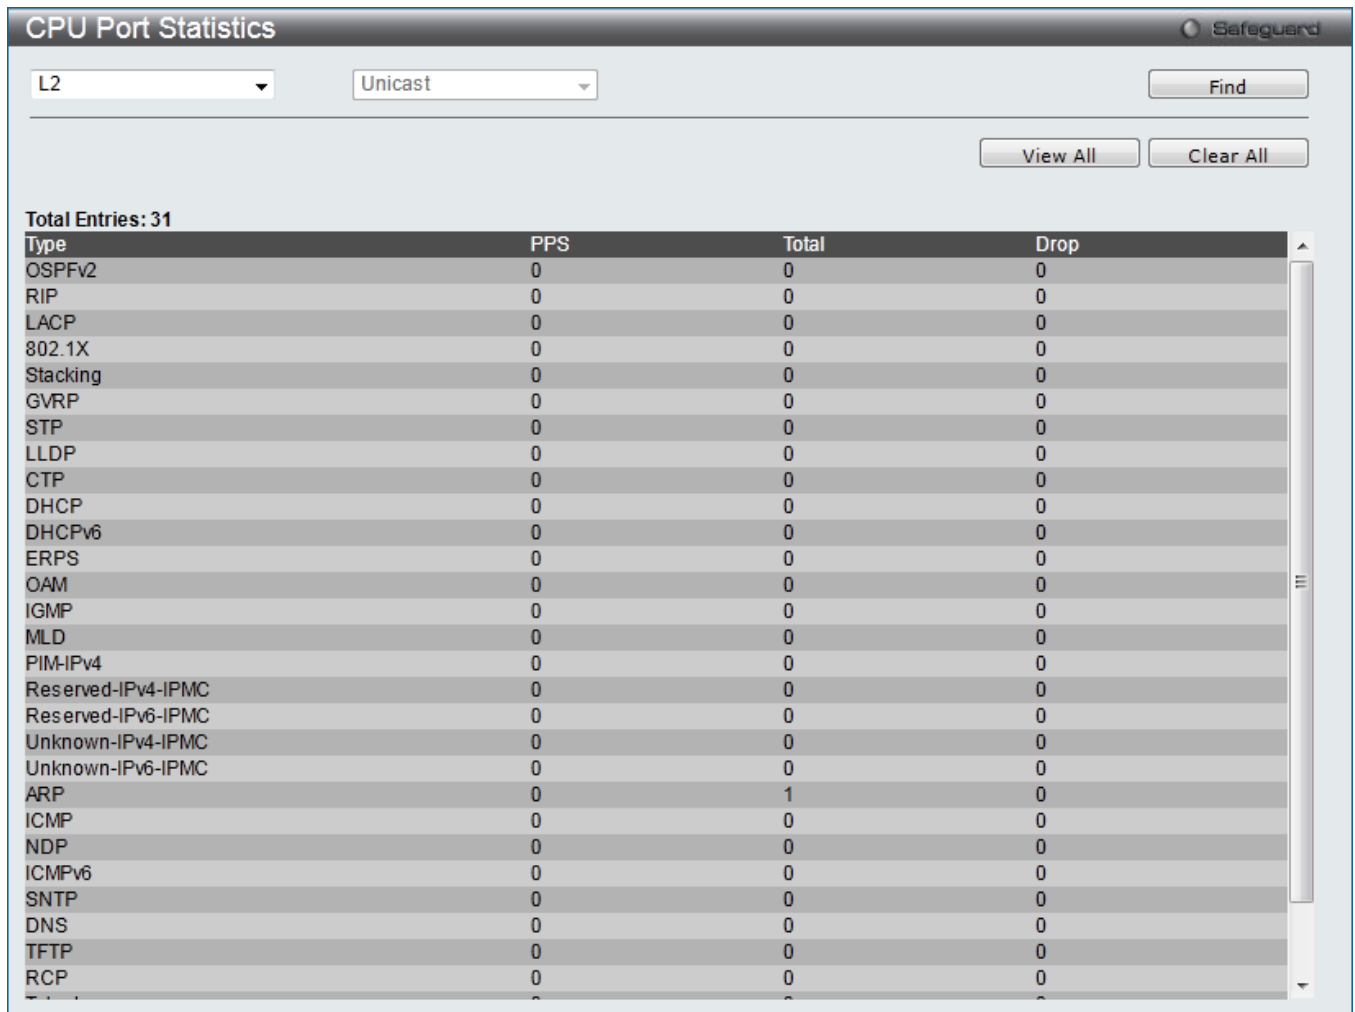 CPU Port Statistics Safeguard
L2 Unicast Find
View All Clear All
Total Entries: 31
Type PPS Total Drop
OSPFv2 0 0 0
RIP 0 0 0
LACP 0 0 0
802.1X 0 0 0
Stacking 0 0 0
GVRP 0 0 0
STP 0 0 0
LLDP 0 0 0
CTP 0 0 0
DHCP 0 0 0
DHCPv6 0 0 0
ERPS 0 0 0
OAM 0 0 0
IGMP 0 0 0
MLD 0 0 0
PIM-IPv4 0 0 0
Reserved-IPv4-IPMC 0 0 0
Reserved-IPv6-IPMC 0 0 0
Unknown-IPv4-IPMC 0 0 0
Unknown-IPv6-IPMC 0 0 0
ARP 0 1 0
ICMP 0 0 0
NDP 0 0 0
ICMPv6 0 0 0
SNTP 0 0 0
DNS 0 0 0
TFTP 0 0 0
RCP 0 0 0